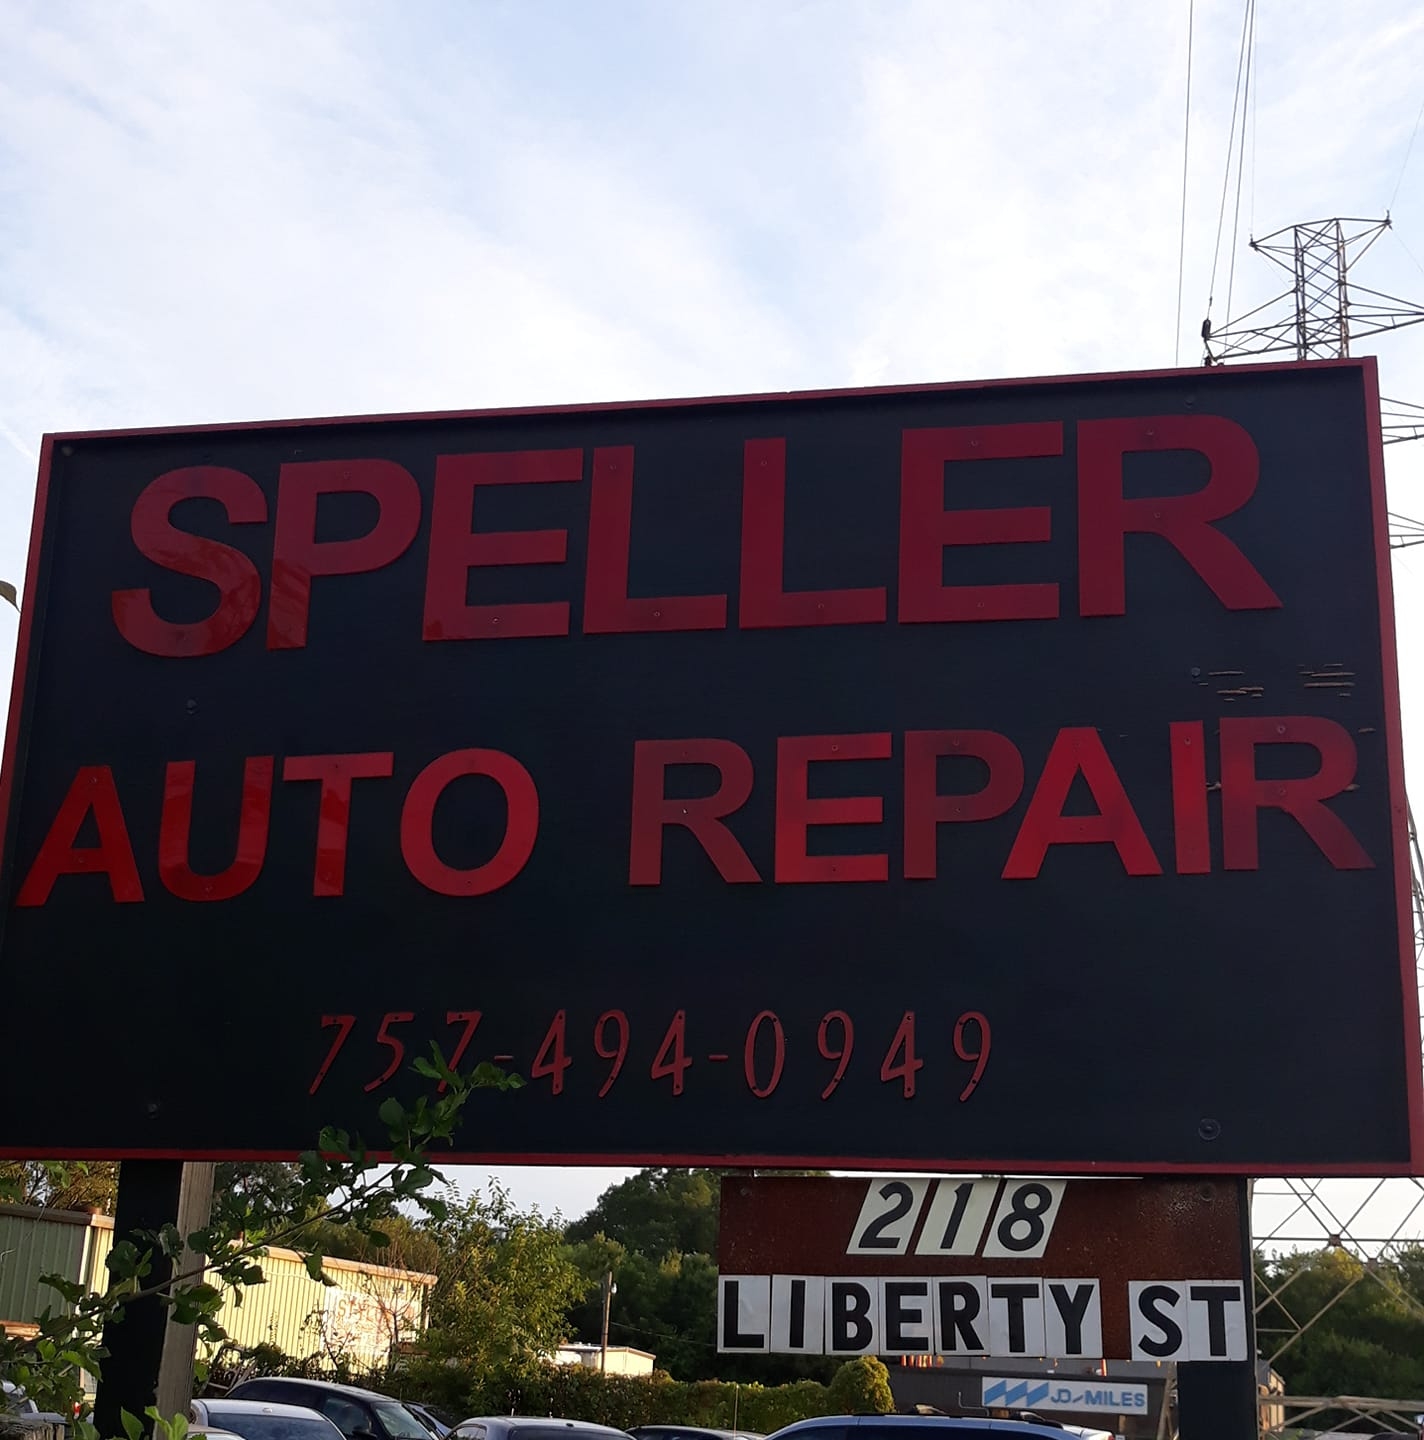 SPELLER
AUTO REPAIR
757-494-0949
218
LIBERTY ST
JD MILES